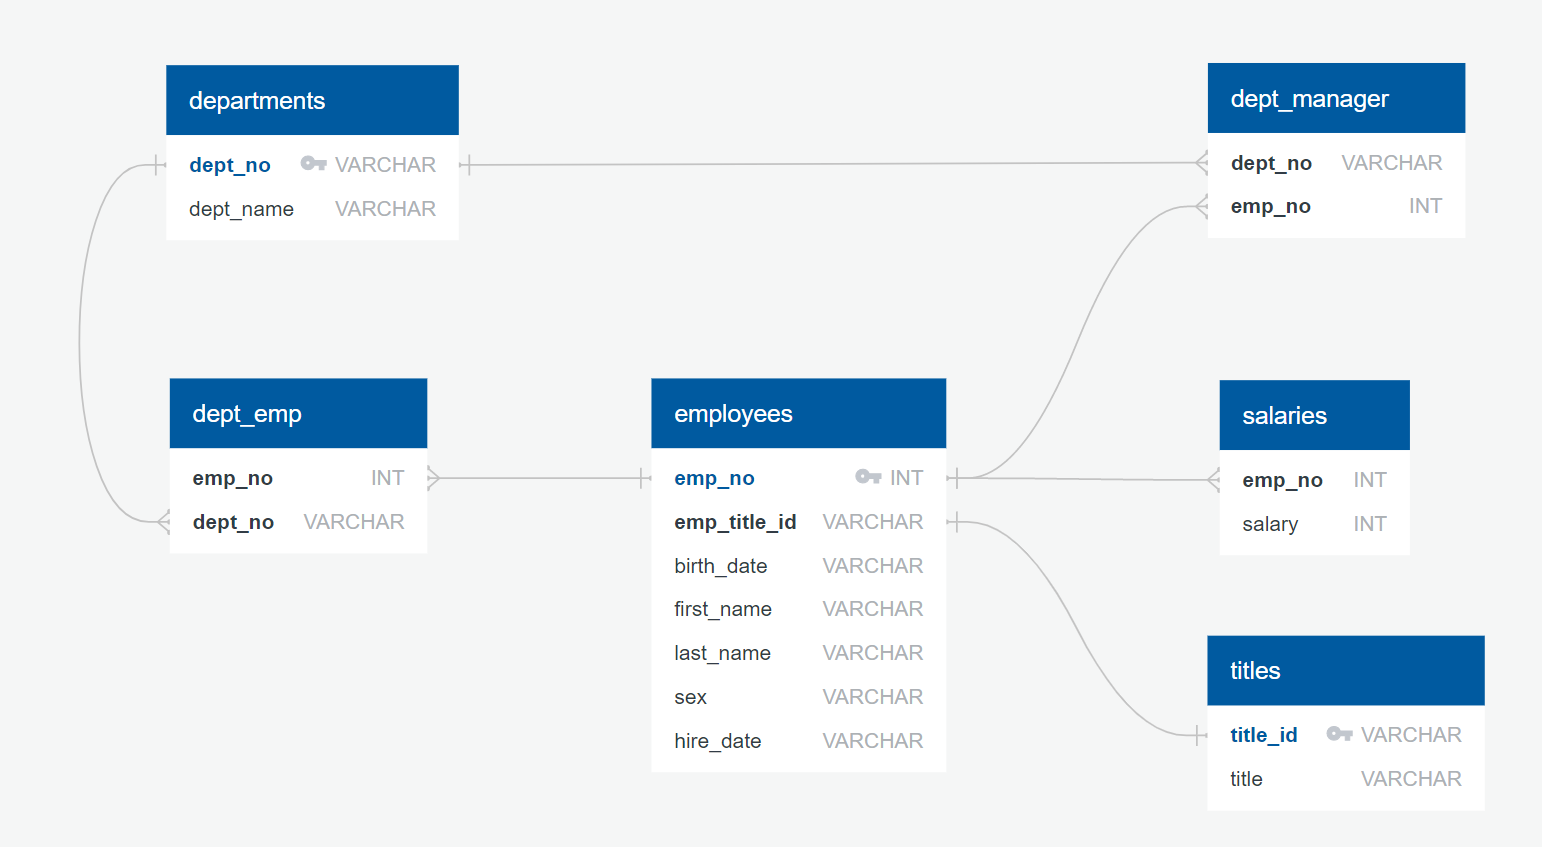 departments
dept_no VARCHAR
dept_name VARCHAR
dept_manager
dept_no VARCHAR
emp_no INT
dept_emp
emp_no INT
dept_no VARCHAR
employees
emp_no INT
emp_title_id VARCHAR
birth_date VARCHAR
first_name VARCHAR
last_name VARCHAR
sex VARCHAR
hire_date VARCHAR
salaries
emp_no INT
salary INT
titles
title_id VARCHAR
title VARCHAR